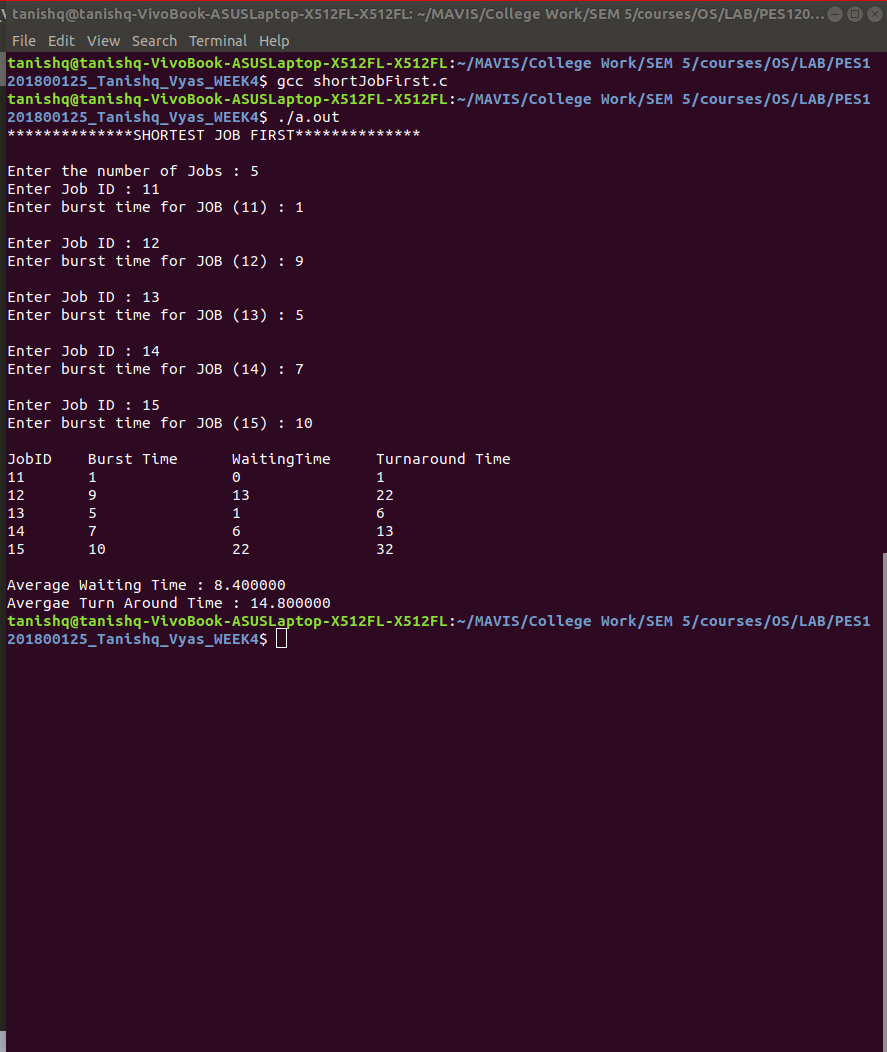 tanishq@tanishq-VivoBook-ASUSLaptop-X512FL-X512FL: ~/MAVIS/College Work/SEM 5/courses/OS/LAB/PES120...
File Edit View Search Terminal Help
tanishq@tanishq-VivoBook-ASUSLaptop-X512FL-X512FL:~/MAVIS/College Work/SEM 5/courses/OS/LAB/PES1
201800125_Tanishq_Vyas_WEEK4$ gcc shortJobFirst.c
tanishq@tanishq-VivoBook-ASUSLaptop-X512FL-X512FL:~/MAVIS/College Work/SEM 5/courses/OS/LAB/PES1
201800125_Tanishq_Vyas_WEEK4$ ./a.out
**************SHORTEST JOB FIRST**************
Enter the number of Jobs : 5
Enter Job ID : 11
Enter burst time for JOB (11) : 1
Enter Job ID : 12
Enter burst time for JOB (12) : 9
Enter Job ID : 13
Enter burst time for JOB (13) : 5
Enter Job ID : 14
Enter burst time for JOB (14) : 7
Enter Job ID : 15
Enter burst time for JOB (15) : 10
JobID    Burst Time      WaitingTime     Turnaround Time
11       1               0               1
12       9               13              22
13       5               1               6
14       7               6               13
15       10              22              32
Average Waiting Time : 8.400000
Avergae Turn Around Time : 14.800000
tanishq@tanishq-VivoBook-ASUSLaptop-X512FL-X512FL:~/MAVIS/College Work/SEM 5/courses/OS/LAB/PES1
201800125_Tanishq_Vyas_WEEK4$